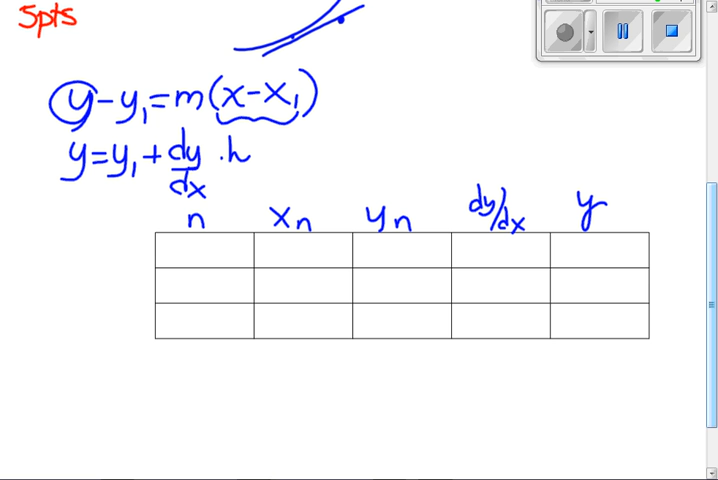 5pts
y-y₁=m(x-x₁)
y=y₁+dy/dx·h
n xn yn dy/dx y